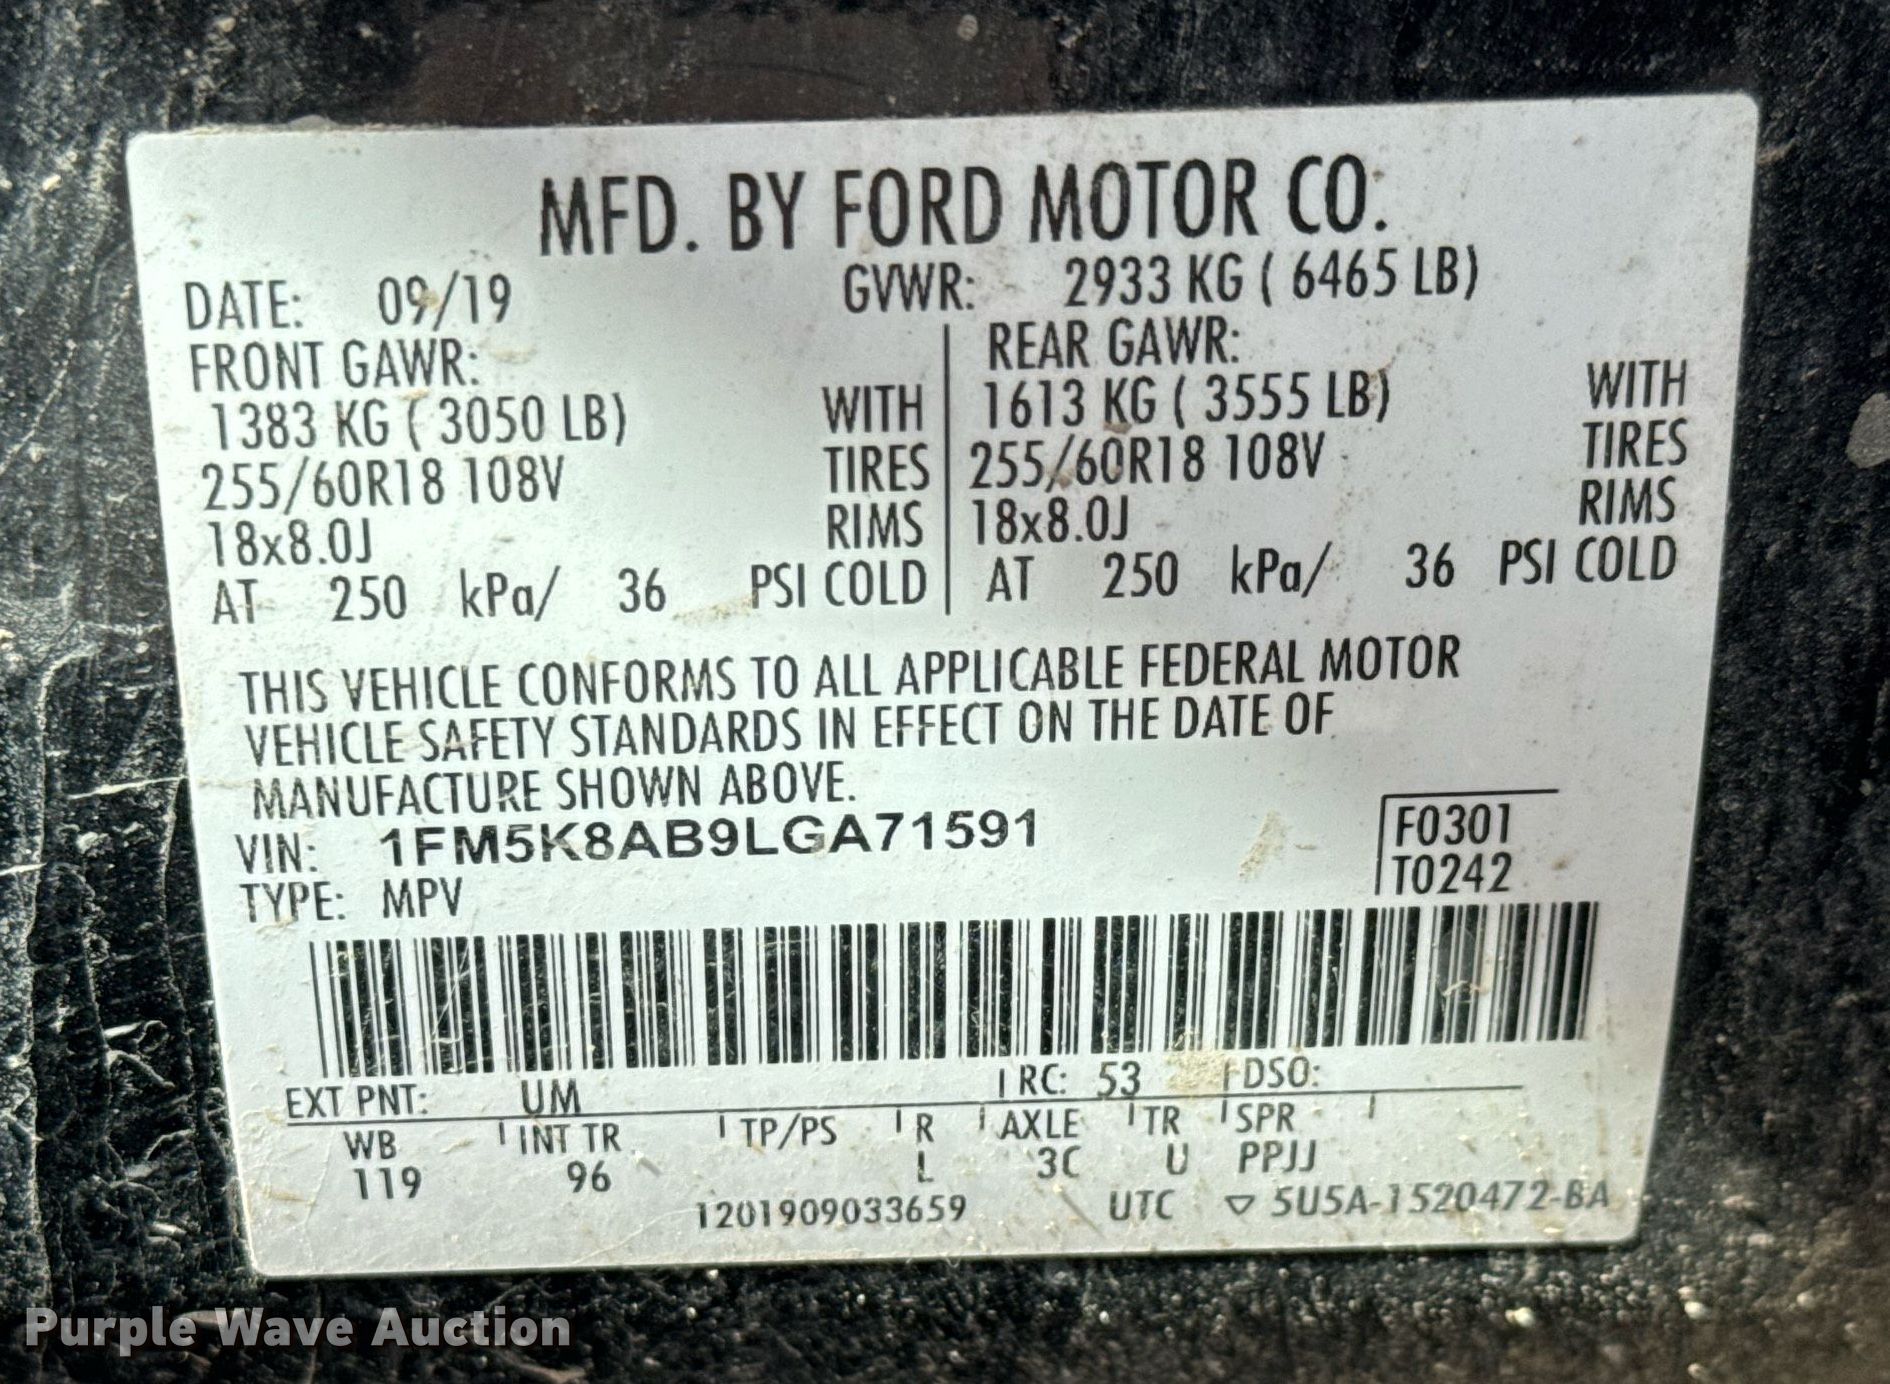 MFD. BY FORD MOTOR CO.
DATE: 09/19 GVWR: 2933 KG ( 6465 LB)
FRONT GAWR: REAR GAWR:
1383 KG ( 3050 LB) WITH 1613 KG ( 3555 LB) WITH
255/60R18 108V TIRES 255/60R18 108V TIRES
18x8.0J RIMS 18x8.0J RIMS
AT 250 kPa/ 36 PSI COLD AT 250 kPa/ 36 PSI COLD
THIS VEHICLE CONFORMS TO ALL APPLICABLE FEDERAL MOTOR
VEHICLE SAFETY STANDARDS IN EFFECT ON THE DATE OF
MANUFACTURE SHOWN ABOVE.
VIN: 1FM5K8AB9LGA71591 F0301
TYPE: MPV T0242
EXT PNT: UM RC: 53 DSO:
WB INT TR TP/PS R AXLE TR SPR
119 96 L 3C U PPJJ
1201909033659 UTC ▽ 5U5A-1520472-BA
Purple Wave Auction